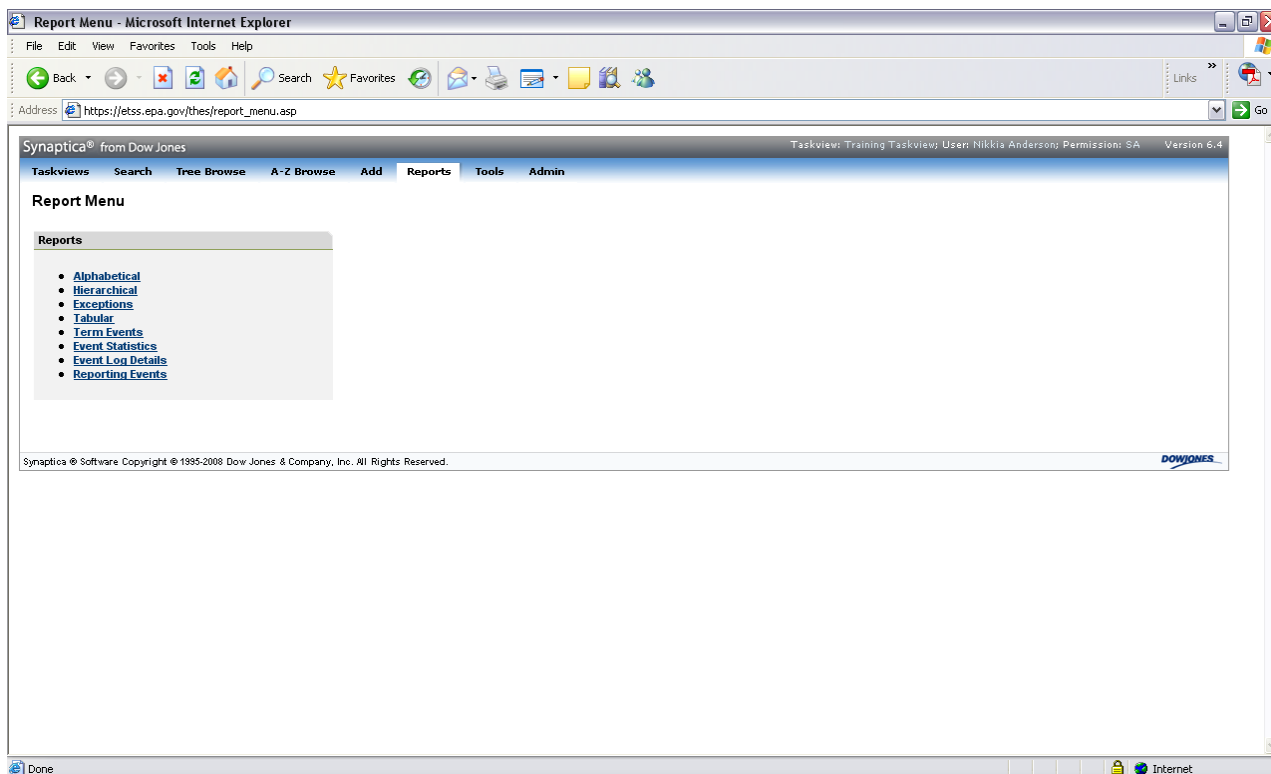 Report Menu - Microsoft Internet Explorer
File Edit View Favorites Tools Help
Back Search Favorites Links »
Address https://etss.epa.gov/thes/report_menu.asp Go
Synaptica® from Dow Jones Taskview: Training Taskview; User: Nikkia Anderson; Permission: SA Version 6.4
Taskviews Search Tree Browse A-Z Browse Add Reports Tools Admin
Report Menu
Reports
• Alphabetical
• Hierarchical
• Exceptions
• Tabular
• Term Events
• Event Statistics
• Event Log Details
• Reporting Events
Synaptica ® Software Copyright © 1995-2008 Dow Jones & Company, Inc. All Rights Reserved. DOWJONES
Done Internet